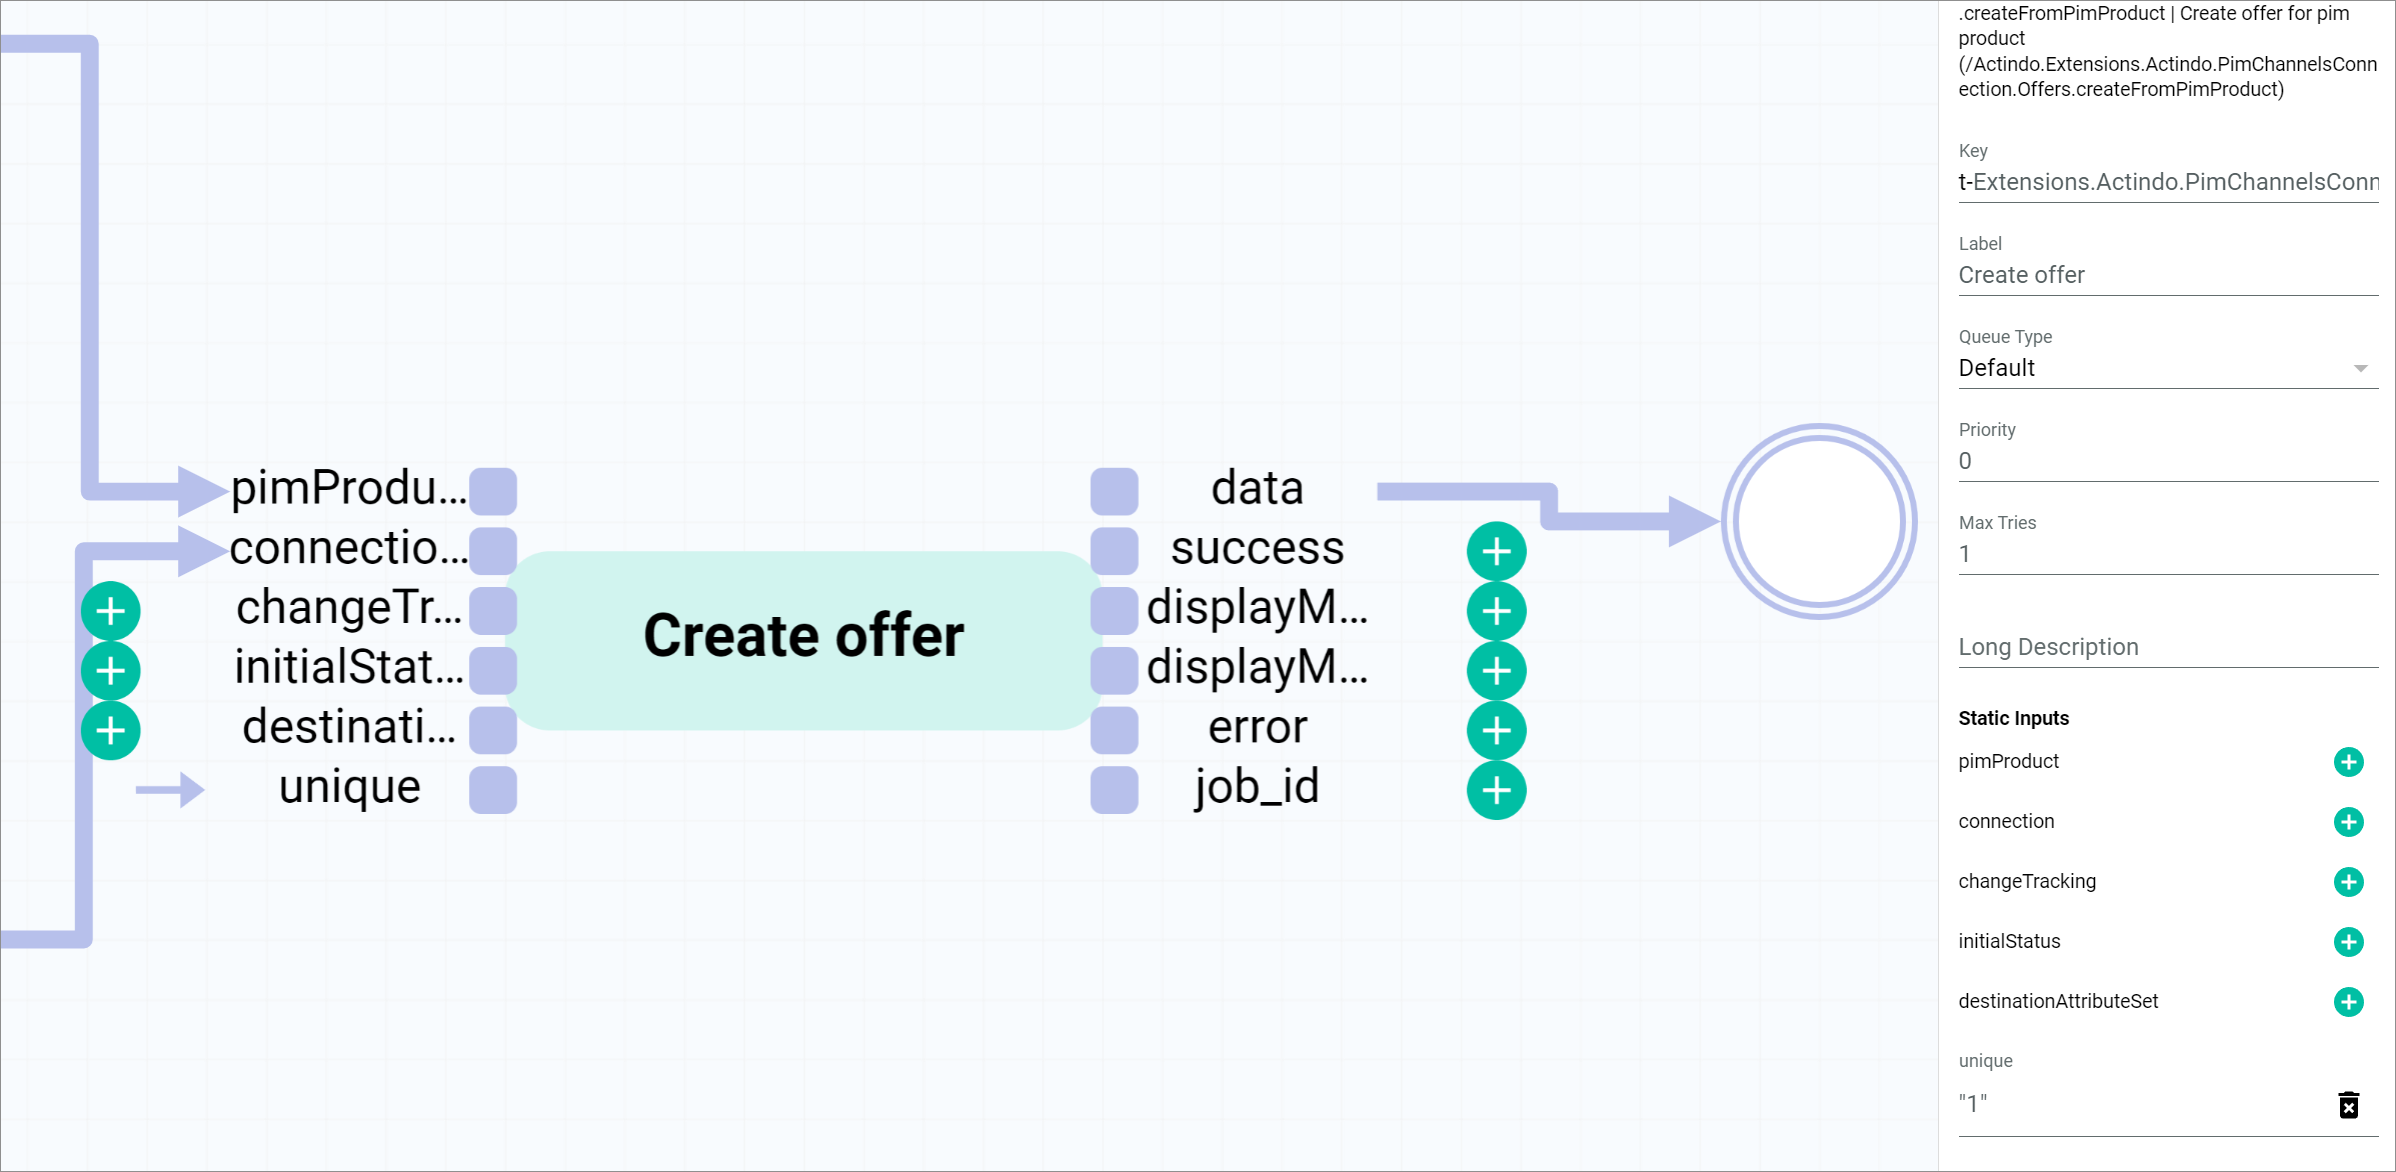 pimProdu...
connectio...
changeTr...
initialStat...
destinati...
unique
Create offer
data
success
displayM...
displayM...
error
job_id
.createFromPimProduct | Create offer for pim
product
(/Actindo.Extensions.Actindo.PimChannelsConn
ection.Offers.createFromPimProduct)
Key
t-Extensions.Actindo.PimChannelsConn
Label
Create offer
Queue Type
Default
Priority
0
Max Tries
1
Long Description
Static Inputs
pimProduct
connection
changeTracking
initialStatus
destinationAttributeSet
unique
"1"